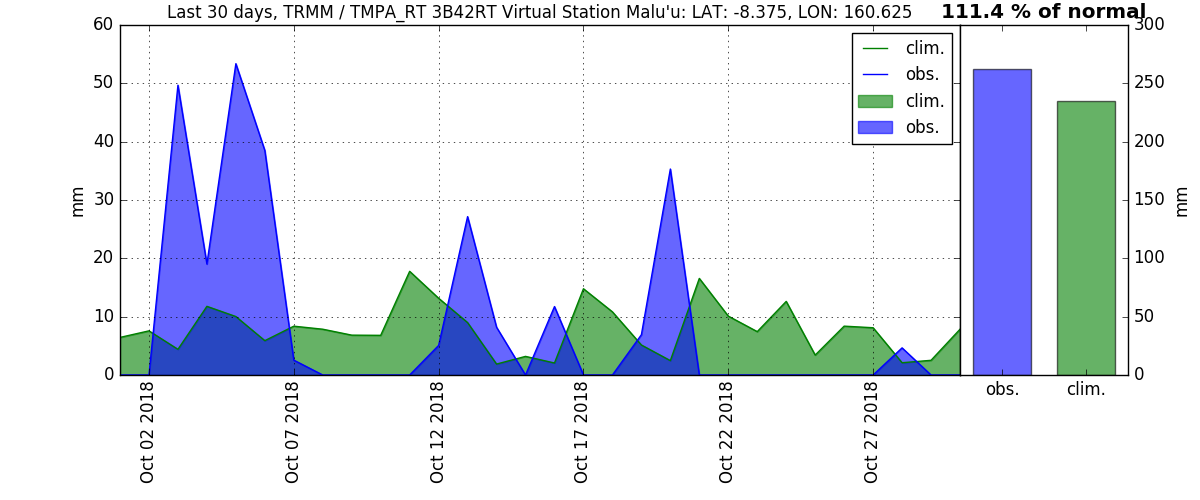 Last 30 days, TRMM / TMPA_RT 3B42RT Virtual Station Malu'u: LAT: -8.375, LON: 160.625
111.4 % of normal
60
50
40
30
20
10
0
mm
clim.
obs.
clim.
obs.
300
250
200
150
100
50
0
mm
obs.
clim.
Oct 02 2018
Oct 07 2018
Oct 12 2018
Oct 17 2018
Oct 22 2018
Oct 27 2018